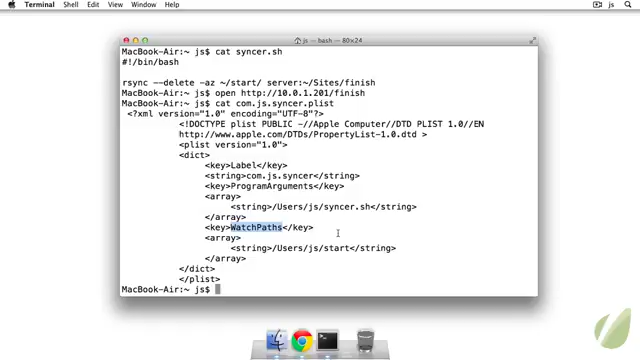 Terminal Shell Edit View Window Help js
js — bash — 80×24
MacBook-Air:~ js$ cat syncer.sh
#!/bin/bash
rsync --delete -az ~/start/ server:~/Sites/finish
MacBook-Air:~ js$ open http://10.0.1.201/finish
MacBook-Air:~ js$ cat com.js.syncer.plist
<?xml version="1.0" encoding="UTF-8"?>
<!DOCTYPE plist PUBLIC -//Apple Computer//DTD PLIST 1.0//EN
http://www.apple.com/DTDs/PropertyList-1.0.dtd >
<plist version="1.0">
<dict>
<key>Label</key>
<string>com.js.syncer</string>
<key>ProgramArguments</key>
<array>
<string>/Users/js/syncer.sh</string>
</array>
<key>WatchPaths</key>
<array>
<string>/Users/js/start</string>
</array>
</dict>
</plist>
MacBook-Air:~ js$